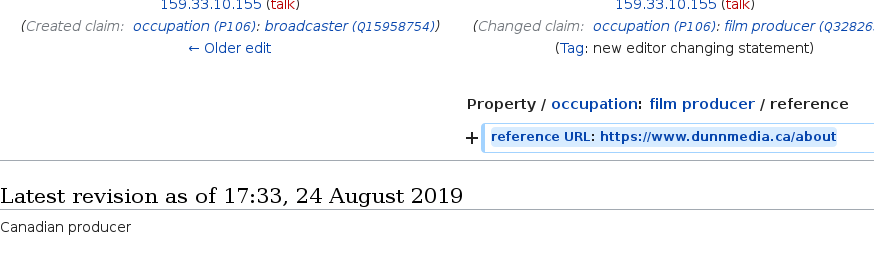 159.33.10.155 (talk)
159.33.10.155 (talk)
(Created claim: occupation (P106): broadcaster (Q15958754))
(Changed claim: occupation (P106): film producer (Q32826
← Older edit
(Tag: new editor changing statement)
Property / occupation: film producer / reference
+ reference URL: https://www.dunnmedia.ca/about
Latest revision as of 17:33, 24 August 2019
Canadian producer